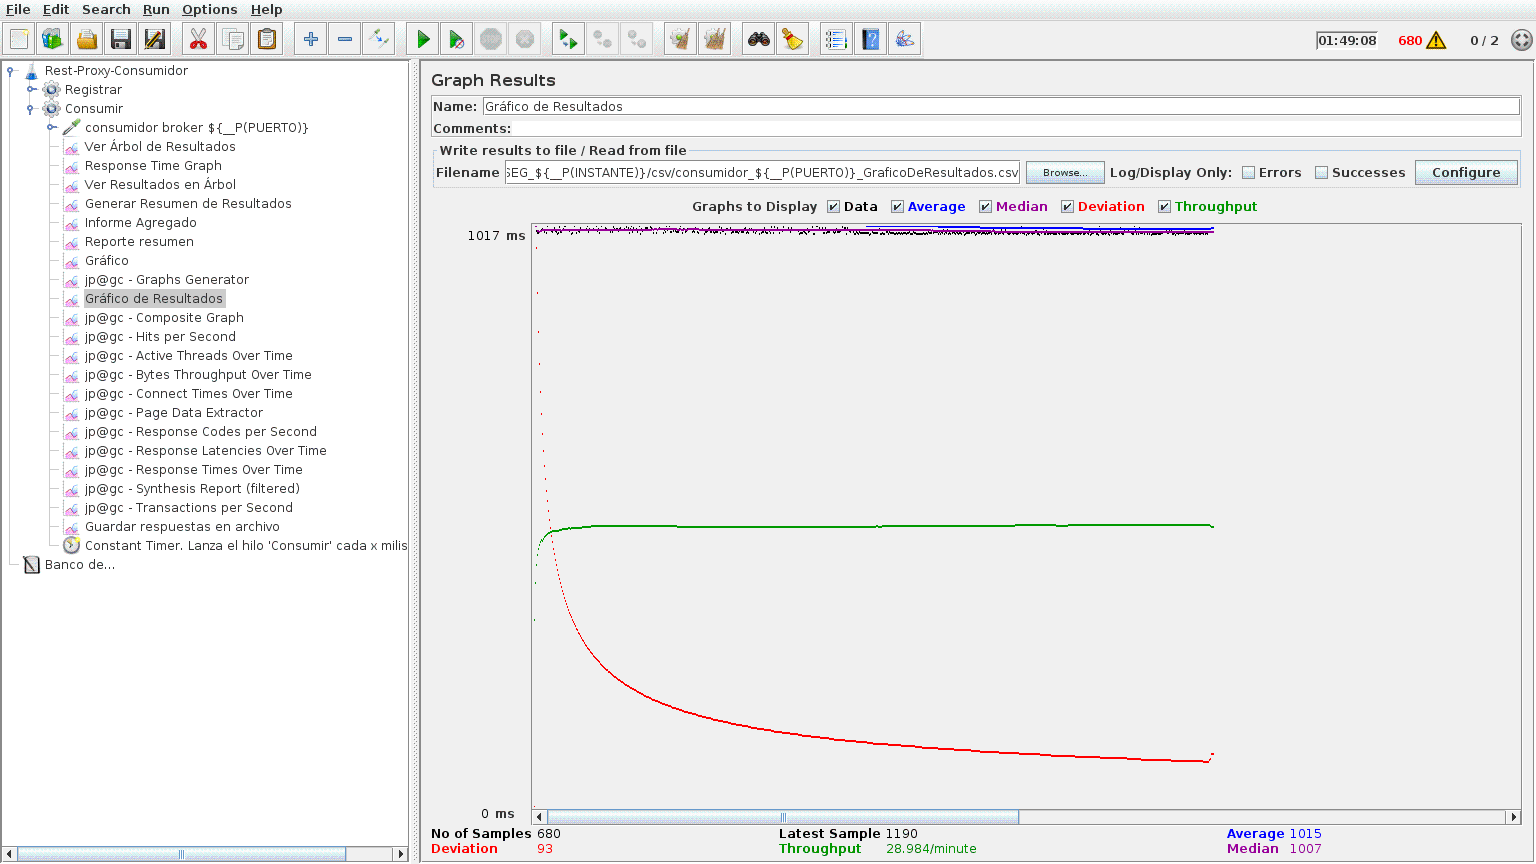 File Edit Search Run Options Help
01:49:08 680 0 / 2
Rest-Proxy-Consumidor
Registrar
Consumir
consumidor broker ${__P(PUERTO)}
Ver Árbol de Resultados
Response Time Graph
Ver Resultados en Árbol
Generar Resumen de Resultados
Informe Agregado
Reporte resumen
Gráfico
jp@gc - Graphs Generator
Gráfico de Resultados
jp@gc - Composite Graph
jp@gc - Hits per Second
jp@gc - Active Threads Over Time
jp@gc - Bytes Throughput Over Time
jp@gc - Connect Times Over Time
jp@gc - Page Data Extractor
jp@gc - Response Codes per Second
jp@gc - Response Latencies Over Time
jp@gc - Response Times Over Time
jp@gc - Synthesis Report (filtered)
jp@gc - Transactions per Second
Guardar respuestas en archivo
Constant Timer. Lanza el hilo 'Consumir' cada x milis
Banco de...
Graph Results
Name: Gráfico de Resultados
Comments:
Write results to file / Read from file
Filename SEG_${__P(INSTANTE)}/csv/consumidor_${__P(PUERTO)}_GraficoDeResultados.csv Browse... Log/Display Only: Errors Successes Configure
Graphs to Display Data Average Median Deviation Throughput
1017 ms
0 ms
No of Samples 680 Latest Sample 1190 Average 1015
Deviation 93 Throughput 28.984/minute Median 1007